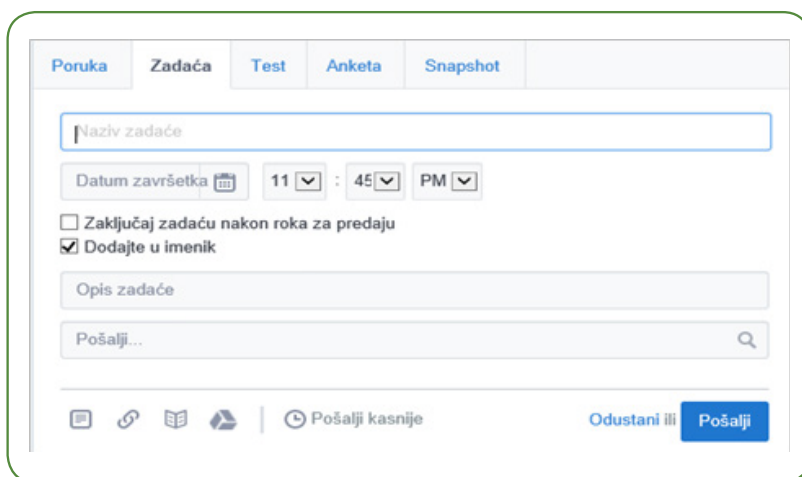 Poruka Zadaća Test Anketa Snapshot
Naziv zadaće
Datum završetka 11 : 45 PM
Zaključaj zadaću nakon roka za predaju
Dodajte u imenik
Opis zadaće
Pošalji...
Pošalji kasnije Odustani ili Pošalji